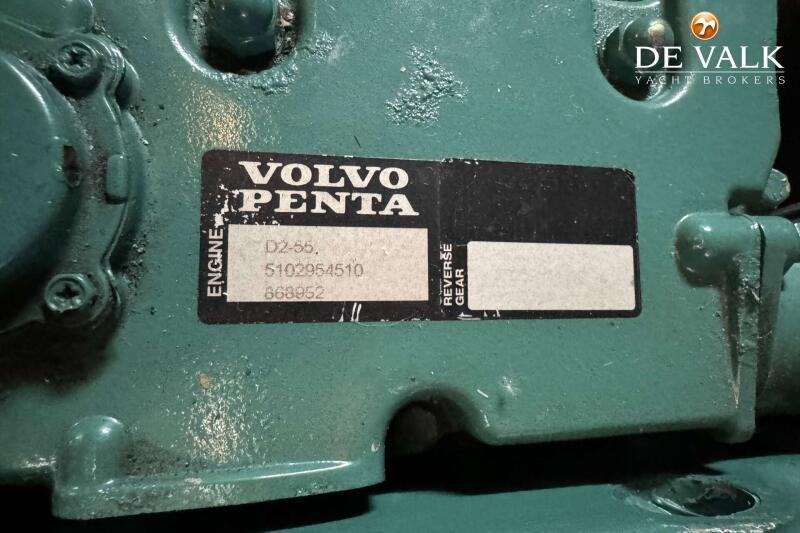 DE VALK
YACHT BROKERS
VOLVO
PENTA
ENGINE
D2-55
5102954510
868952
REVERSE
GEAR